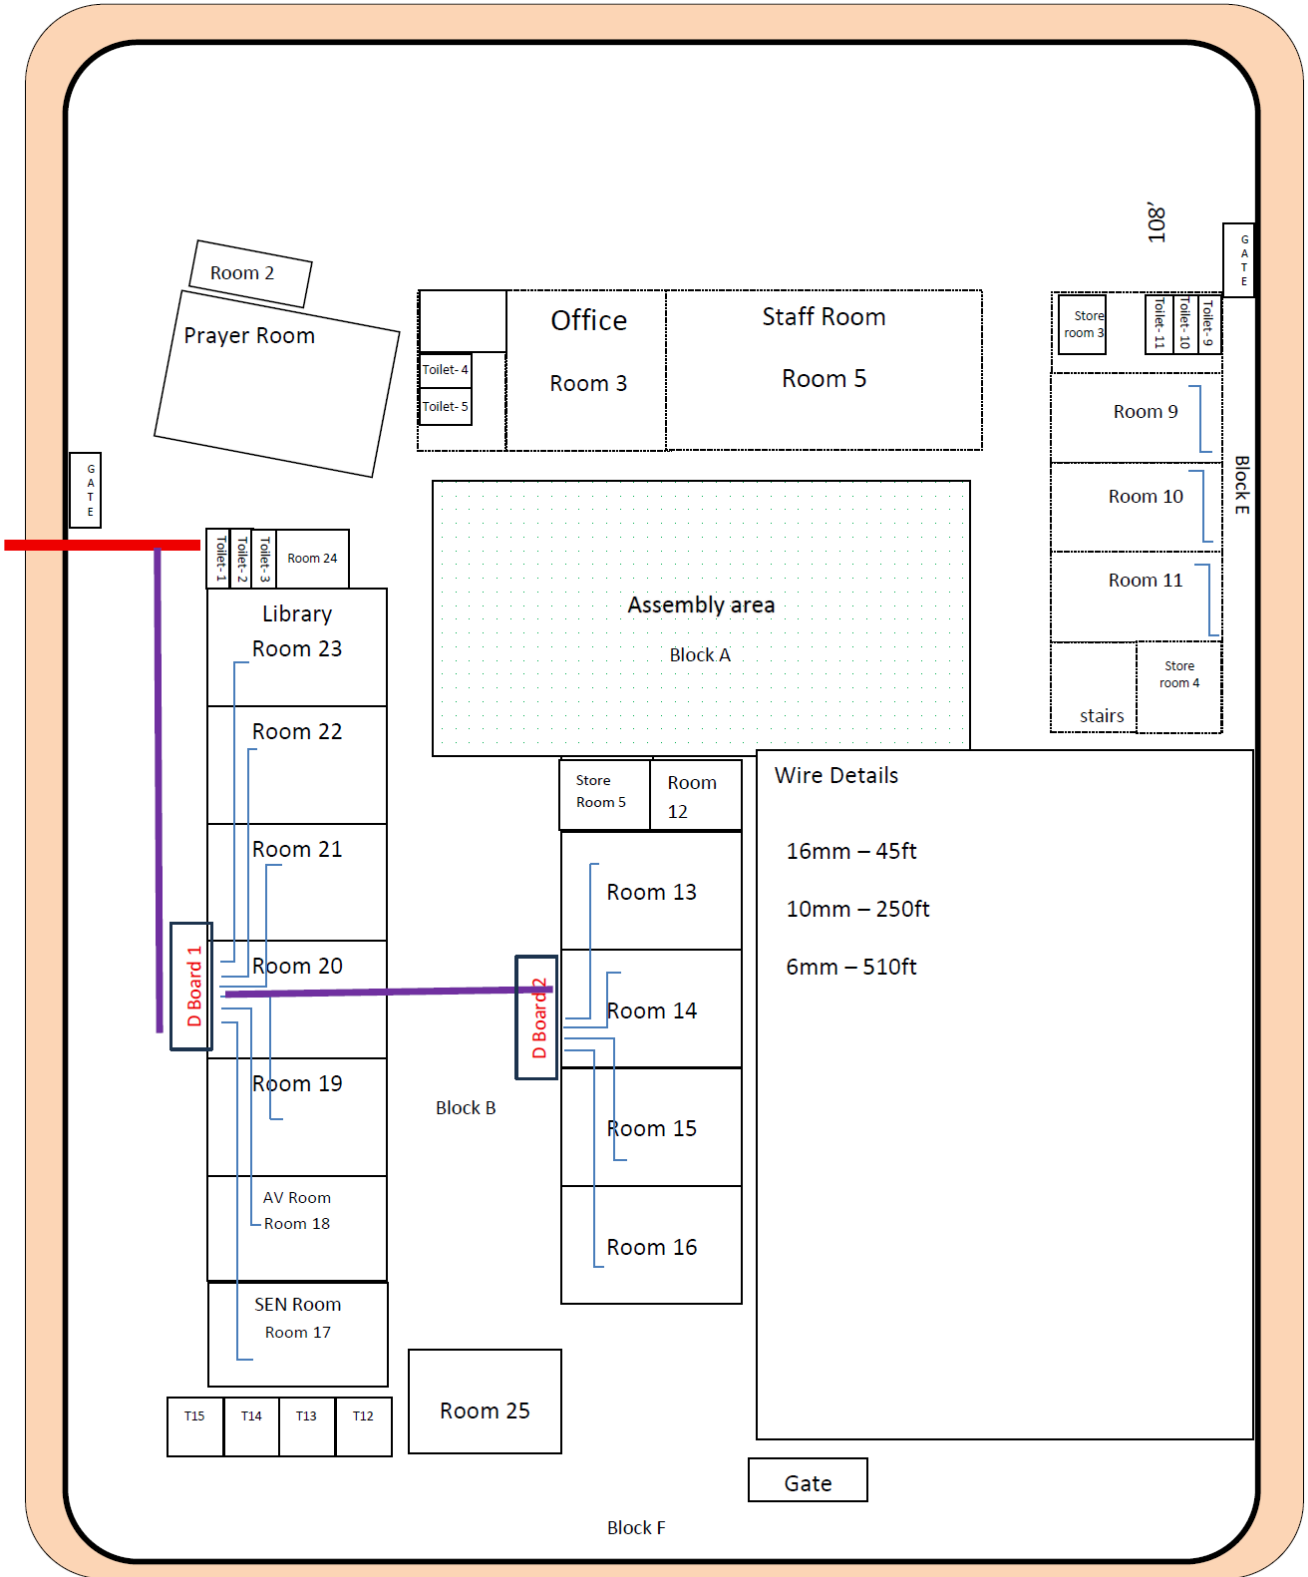 108’
G
A
T
E
Room 2
Prayer Room
Office
Room 3
Staff Room
Room 5
Toilet- 4
Toilet- 5
Store
room 3
Toilet- 11
Toilet- 10
Toilet- 9
Room 9
Room 10
Room 11
Block E
Store
room 4
stairs
G
A
T
E
Toilet- 1
Toilet- 2
Toilet- 3
Room 24
Library
Room 23
Room 22
Room 21
Room 20
D Board 1
Room 19
AV Room
Room 18
SEN Room
Room 17
T15
T14
T13
T12
Assembly area
Block A
Store
Room 5
Room
12
Room 13
Room 14
D Board 2
Room 15
Room 16
Block B
Room 25
Wire Details
16mm – 45ft
10mm – 250ft
6mm – 510ft
Gate
Block F